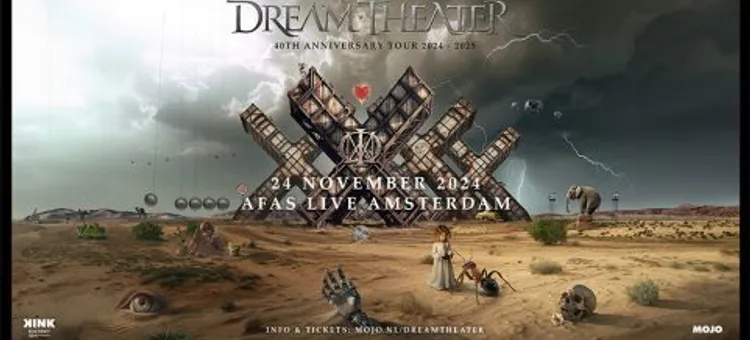 DREAM THEATER
40TH ANNIVERSARY TOUR 2024 - 2025
24 NOVEMBER 2024
AFAS LIVE AMSTERDAM
KINK
INFO & TICKETS: MOJO.NL/DREAMTHEATER
MOJO